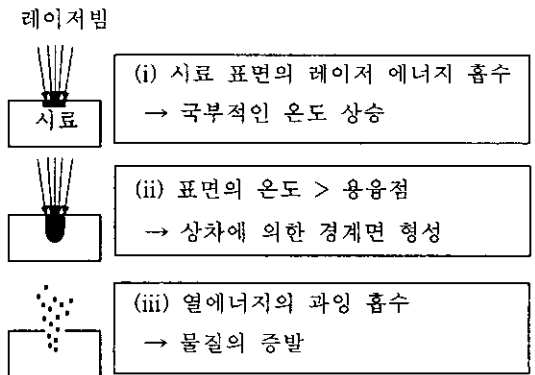 레이저빔
시료
(i) 시료 표면의 레이저 에너지 흡수
→ 국부적인 온도 상승
(ii) 표면의 온도 > 용융점
→ 상차에 의한 경계면 형성
(iii) 열에너지의 과잉 흡수
→ 물질의 증발